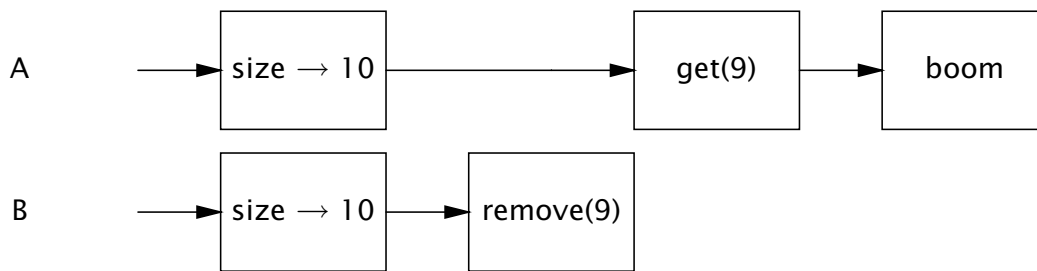 A size → 10 get(9) boom
B size → 10 remove(9)